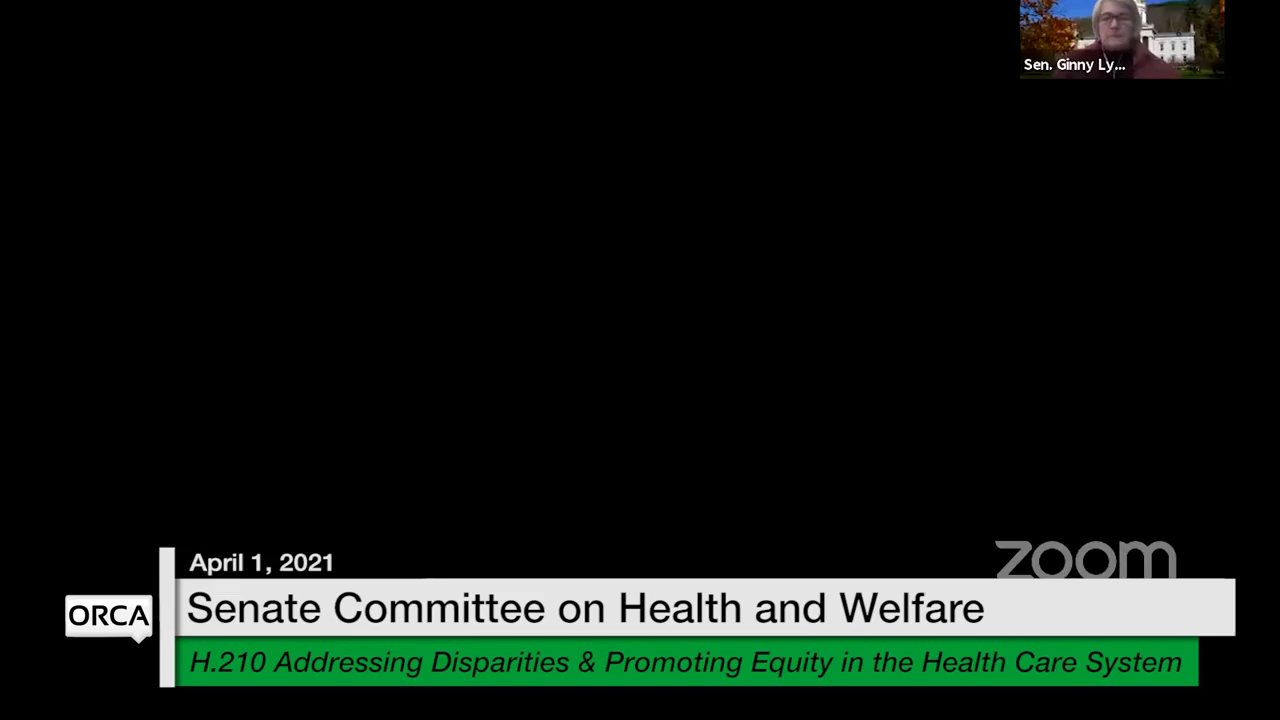 Sen. Ginny Ly...
zoom
April 1, 2021
Senate Committee on Health and Welfare
ORCA
H.210 Addressing Disparities & Promoting Equity in the Health Care System